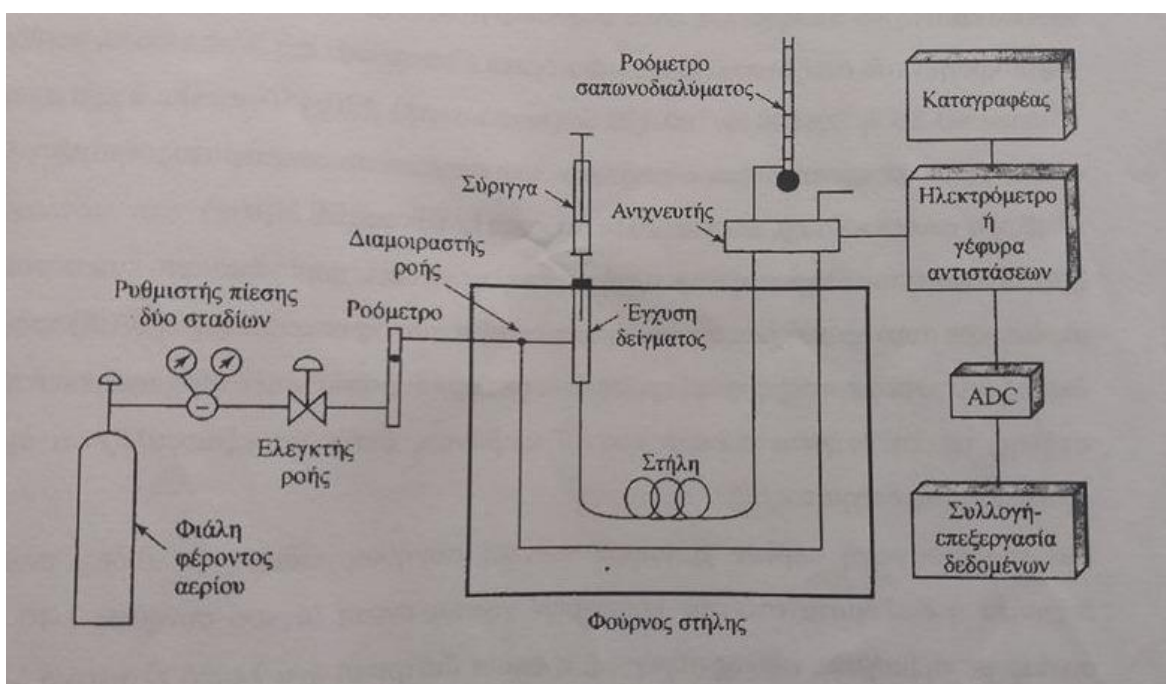 Ροόμετρο
σαπωνοδιαλύματος
Καταγραφέας
Σύριγγα
Ανιχνευτής
Ηλεκτρόμετρο
ή
γέφυρα
αντιστάσεων
Διαμοιραστής
ροής
Ρυθμιστής πίεσης
δύο σταδίων
Ροόμετρο
Έγχυση
δείγματος
ADC
Ελεγκτής
ροής
Στήλη
Φιάλη
φέροντος
αερίου
Συλλογή-
επεξεργασία
δεδομένων
Φούρνος στήλης